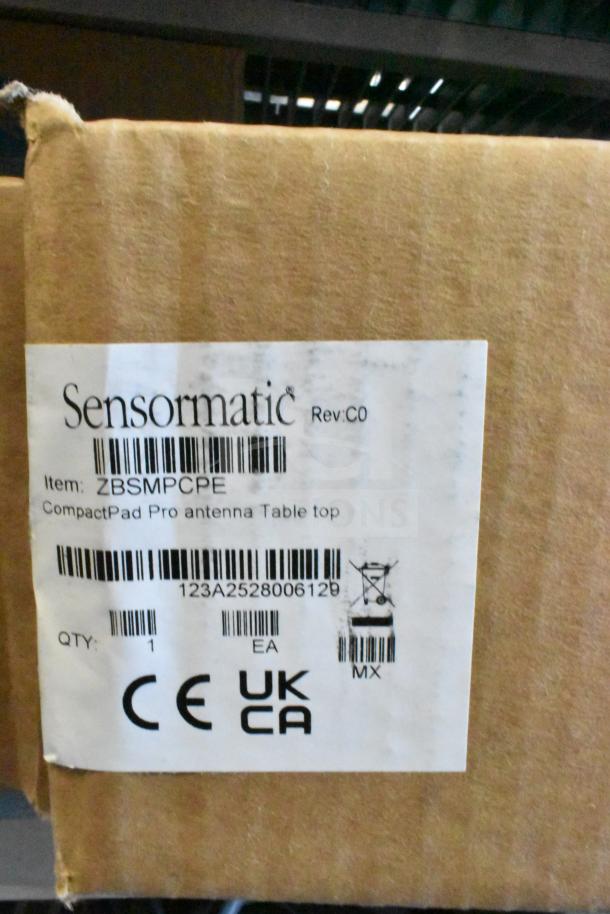 Sensormatic® Rev:C0
Item: ZBSMPCPE
CompactPad Pro antenna Table top
123A2528006129
QTY: 1 EA
MX
CE UK
CA